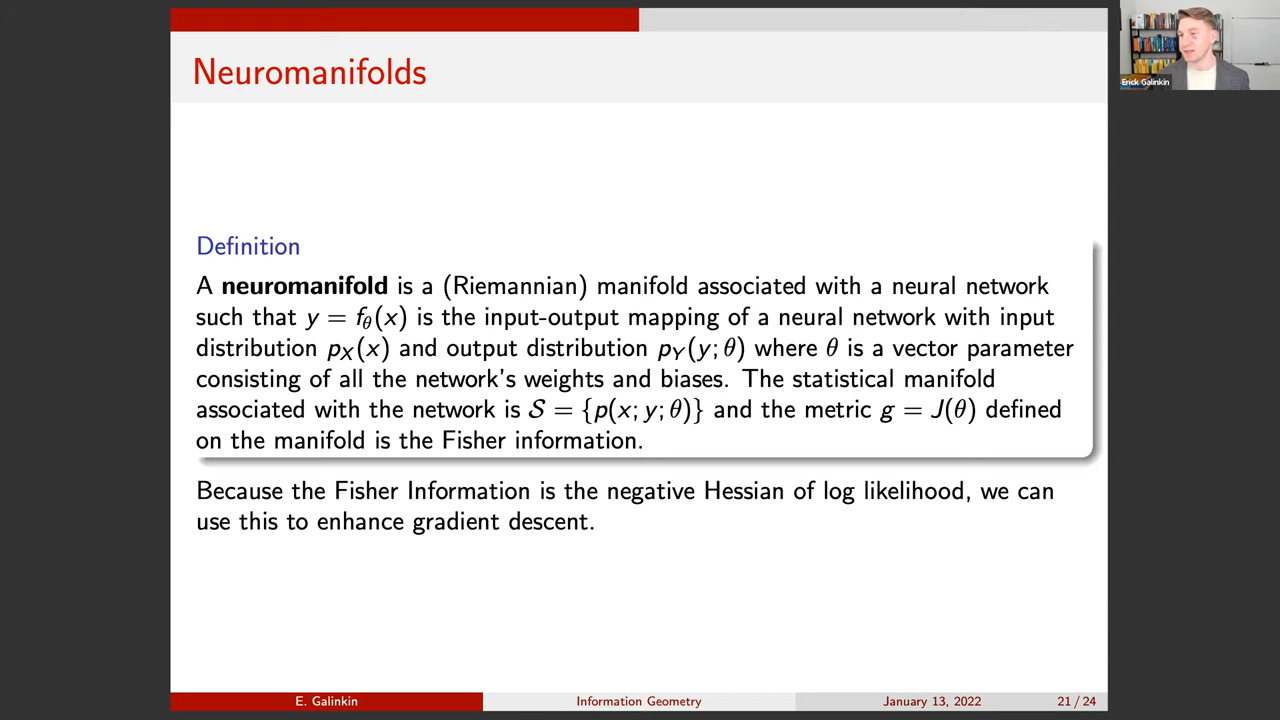 Neuromanifolds
Erick Galinkin
Definition
A neuromanifold is a (Riemannian) manifold associated with a neural network
such that y = fθ(x) is the input-output mapping of a neural network with input
distribution pX(x) and output distribution pY(y; θ) where θ is a vector parameter
consisting of all the network's weights and biases. The statistical manifold
associated with the network is 𝒮 = {p(x; y; θ)} and the metric g = J(θ) defined
on the manifold is the Fisher information.
Because the Fisher Information is the negative Hessian of log likelihood, we can
use this to enhance gradient descent.
E. Galinkin Information Geometry January 13, 2022 21 / 24